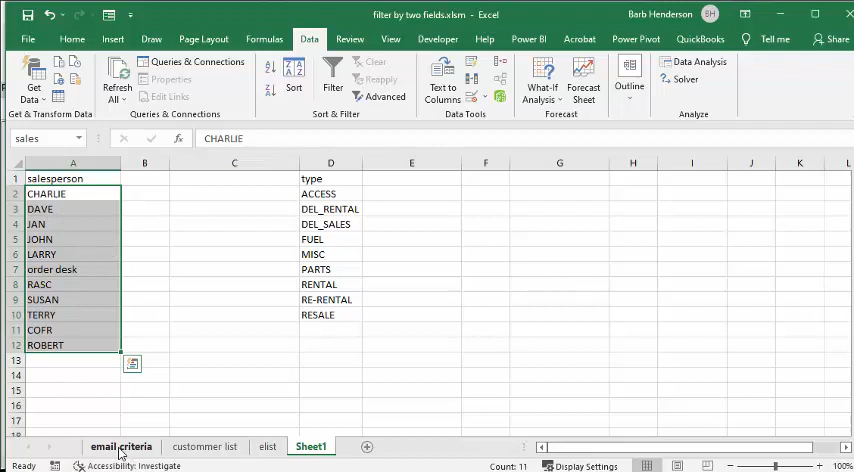 filter by two fields.xlsm - Excel
Barb Henderson BH
File Home Insert Draw Page Layout Formulas Data Review View Developer Help Power BI Acrobat Power Pivot QuickBooks Tell me Share
Get Data
Refresh All
Queries & Connections
Properties
Edit Links
Sort
Filter
Clear
Reapply
Advanced
Text to Columns
What-If Analysis
Forecast Sheet
Outline
Data Analysis
Solver
Get & Transform Data Queries & Connections Sort & Filter Data Tools Forecast Analyze
sales fx CHARLIE
A B C D E F G H I J K L
1 salesperson type
2 CHARLIE ACCESS
3 DAVE DEL_RENTAL
4 JAN DEL_SALES
5 JOHN FUEL
6 LARRY MISC
7 order desk PARTS
8 RASC RENTAL
9 SUSAN RE-RENTAL
10 TERRY RESALE
11 COFR
12 ROBERT
13
14
15
16
17
18
email criteria custommer list elist Sheet1
Ready Accessibility: Investigate Count: 11 Display Settings 100%